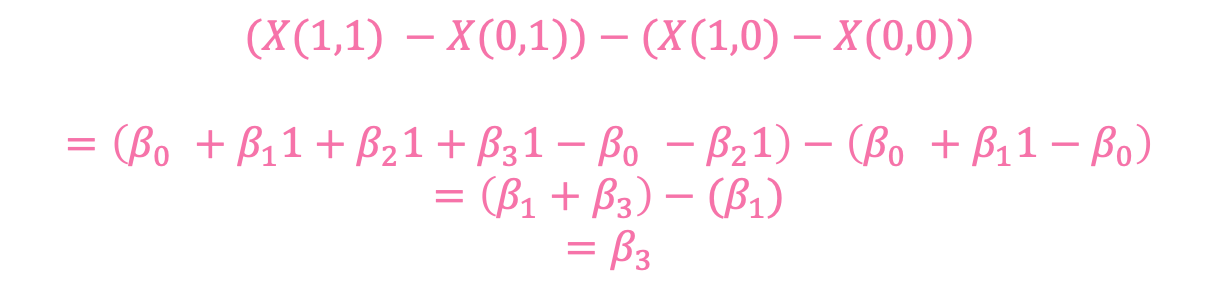 (X(1,1) − X(0,1)) − (X(1,0) − X(0,0))
= (β₀ + β₁1 + β₂1 + β₃1 − β₀ − β₂1) − (β₀ + β₁1 − β₀)
= (β₁ + β₃) − (β₁)
= β₃